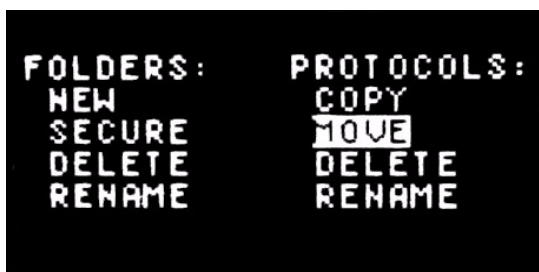 FOLDERS: PROTOCOLS:
NEW COPY
SECURE MOVE
DELETE DELETE
RENAME RENAME